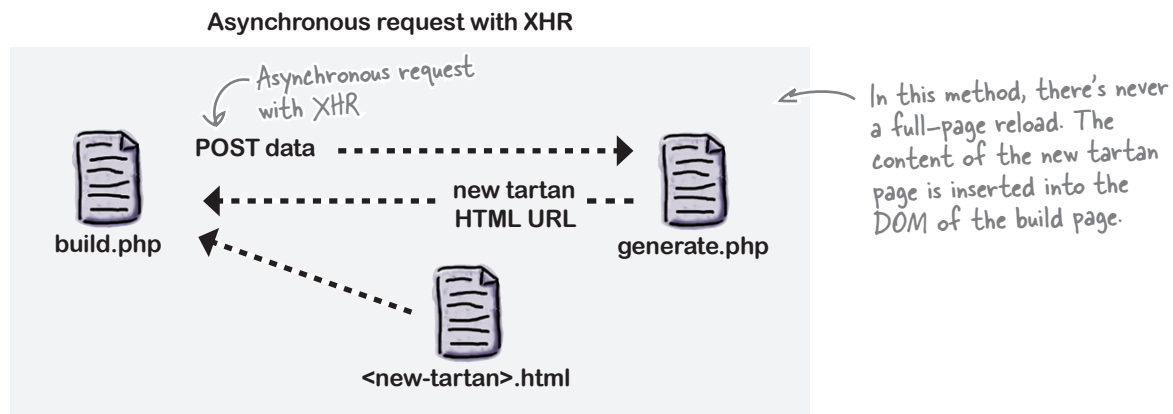 Asynchronous request with XHR
Asynchronous request
with XHR
POST data
new tartan
HTML URL
build.php
generate.php
<new-tartan>.html
In this method, there's never
a full-page reload. The
content of the new tartan
page is inserted into the
DOM of the build page.